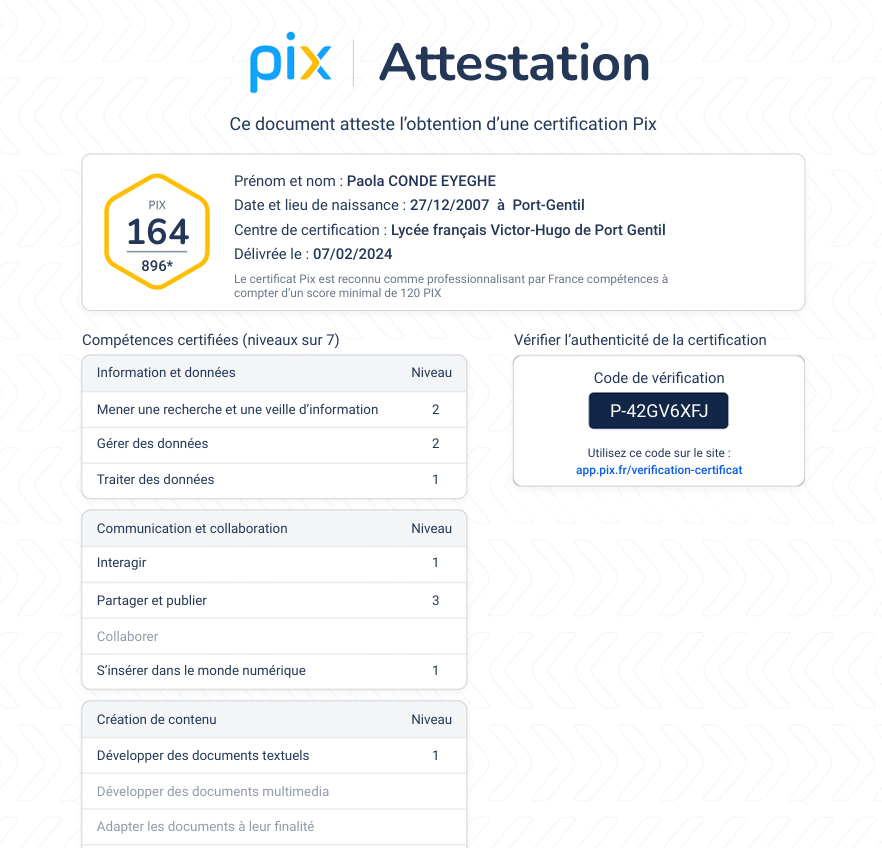 pix Attestation
Ce document atteste l’obtention d’une certification Pix
PIX
164
896*
Prénom et nom : Paola CONDE EYEGHE
Date et lieu de naissance : 27/12/2007 à Port-Gentil
Centre de certification : Lycée français Victor-Hugo de Port Gentil
Délivrée le : 07/02/2024
Le certificat Pix est reconnu comme professionnalisant par France compétences à
compter d’un score minimal de 120 PIX
Compétences certifiées (niveaux sur 7)
Information et données Niveau
Mener une recherche et une veille d’information 2
Gérer des données 2
Traiter des données 1
Communication et collaboration Niveau
Interagir 1
Partager et publier 3
Collaborer
S’insérer dans le monde numérique 1
Création de contenu Niveau
Développer des documents textuels 1
Développer des documents multimedia
Adapter les documents à leur finalité
Vérifier l’authenticité de la certification
Code de vérification
P-42GV6XFJ
Utilisez ce code sur le site :
app.pix.fr/verification-certificat